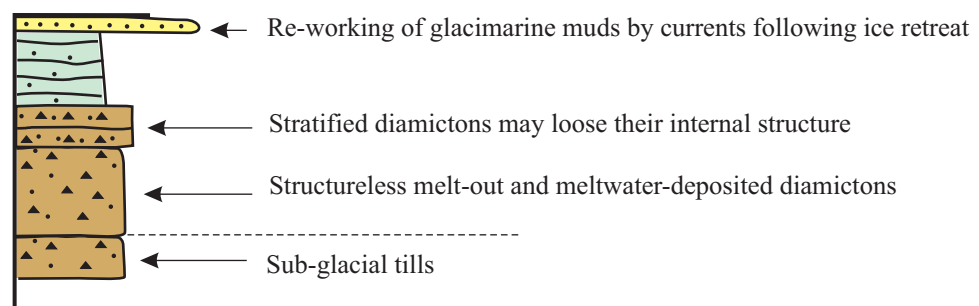 Re-working of glacimarine muds by currents following ice retreat
Stratified diamictons may loose their internal structure
Structureless melt-out and meltwater-deposited diamictons
Sub-glacial tills